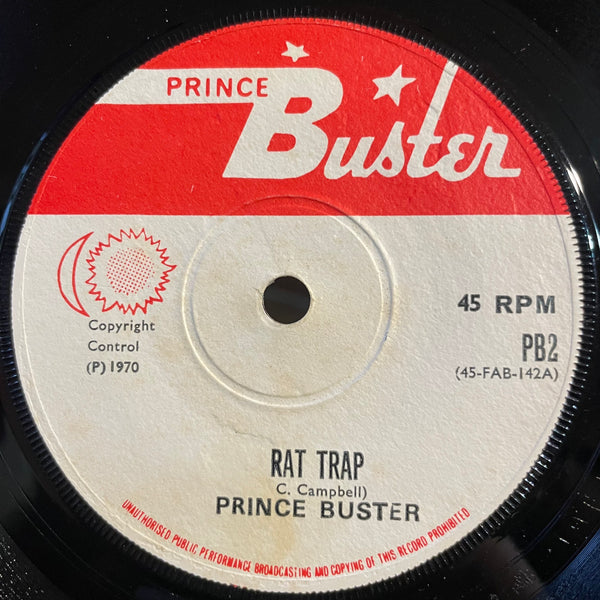 PRINCE
Buster
45 RPM
PB2
(45-FAB-142A)
Copyright
Control
(P) 1970
RAT TRAP
C. Campbell)
PRINCE BUSTER
UNAUTHORISED PUBLIC PERFORMANCE BROADCASTING AND COPYING OF THIS RECORD PROHIBITED